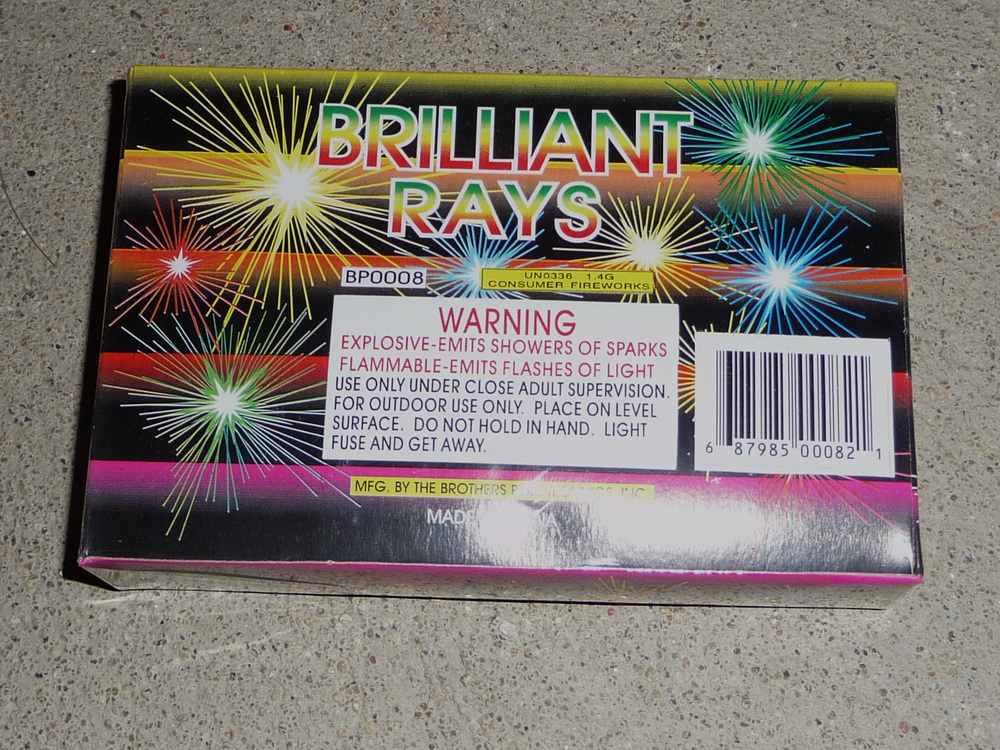 BRILLIANT
RAYS
BP0008
UN0336 1.4G
CONSUMER FIREWORKS
WARNING
EXPLOSIVE-EMITS SHOWERS OF SPARKS
FLAMMABLE-EMITS FLASHES OF LIGHT
USE ONLY UNDER CLOSE ADULT SUPERVISION.
FOR OUTDOOR USE ONLY. PLACE ON LEVEL
SURFACE. DO NOT HOLD IN HAND. LIGHT
FUSE AND GET AWAY.
6 87985 00082 1
MFG. BY THE BROTHERS INC.
MADE